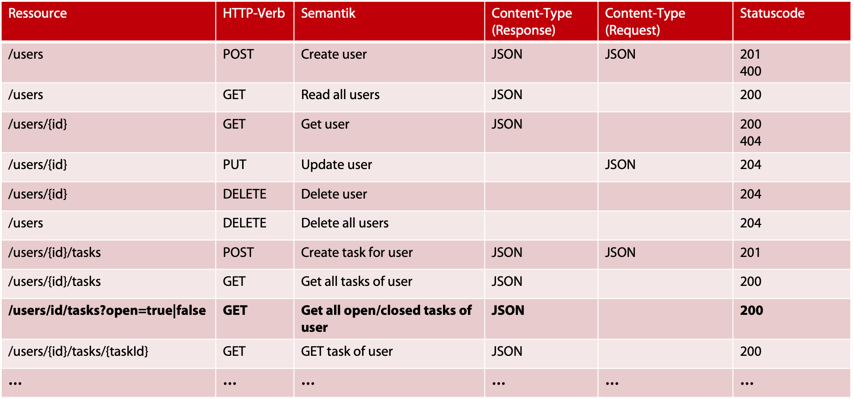 Ressource HTTP-Verb Semantik Content-Type (Response) Content-Type (Request) Statuscode
/users POST Create user JSON JSON 201
400
/users GET Read all users JSON 200
/users/{id} GET Get user JSON 200
404
/users/{id} PUT Update user JSON 204
/users/{id} DELETE Delete user 204
/users DELETE Delete all users 204
/users/{id}/tasks POST Create task for user JSON JSON 201
/users/{id}/tasks GET Get all tasks of user JSON 200
/users/id/tasks?open=true|false GET Get all open/closed tasks of JSON 200
user
/users/{id}/tasks/{taskId} GET GET task of user JSON 200
... ... ... ... ... ...